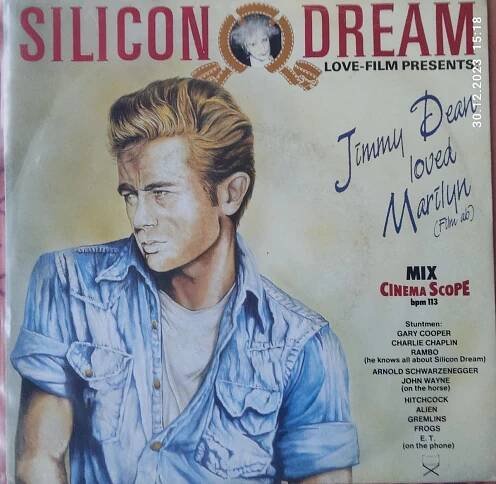 SILICON DREAM
LOVE-FILM PRESENTS
Jimmy Dean
loved
Marilyn
(Film ab)
MIX
CINEMA SCOPE
bpm 113
Stuntmen:
GARY COOPER
CHARLIE CHAPLIN
RAMBO
(he knows all about Silicon Dream)
ARNOLD SCHWARZENEGGER
JOHN WAYNE
(on the horse)
HITCHCOCK
ALIEN
GREMLINS
FROGS
E. T.
(on the phone)
30.12.2023 15:18